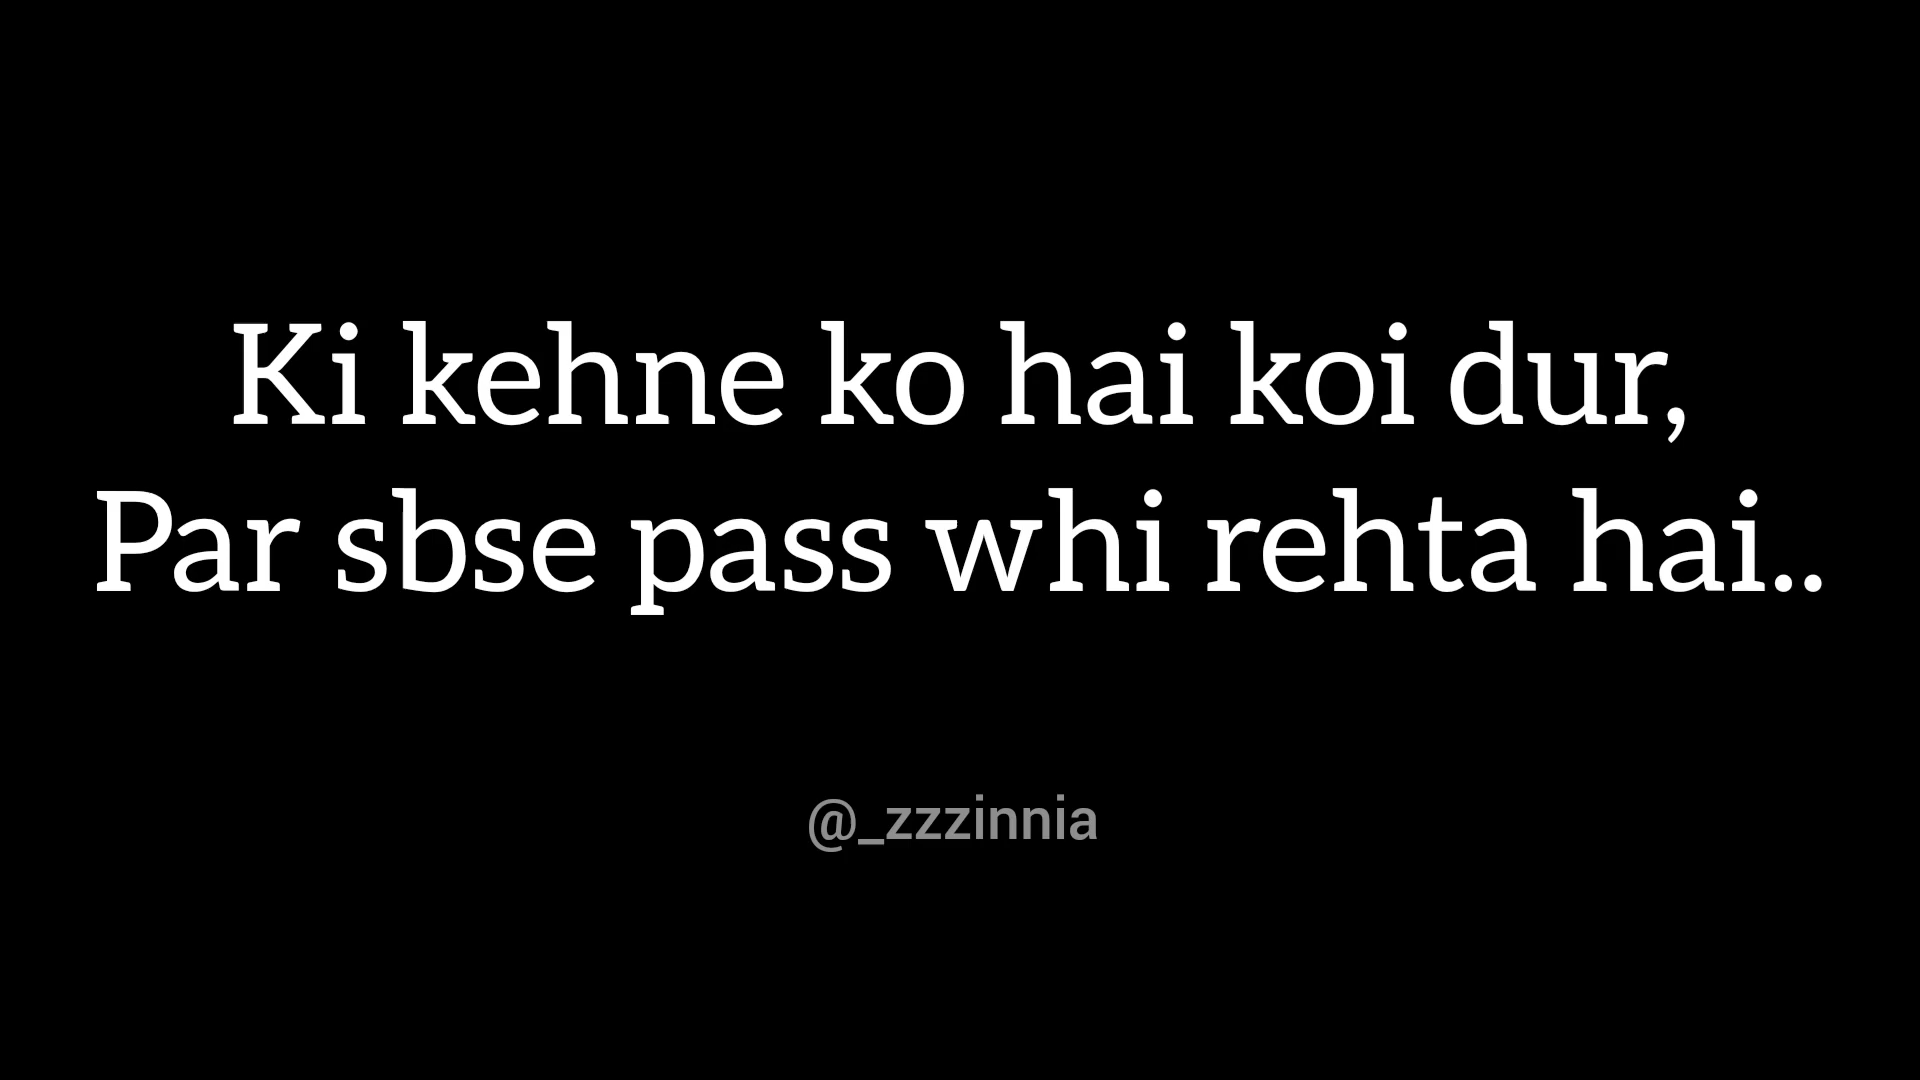 Ki kehne ko hai koi dur,
Par sbse pass whi rehta hai..
@_zzzinnia